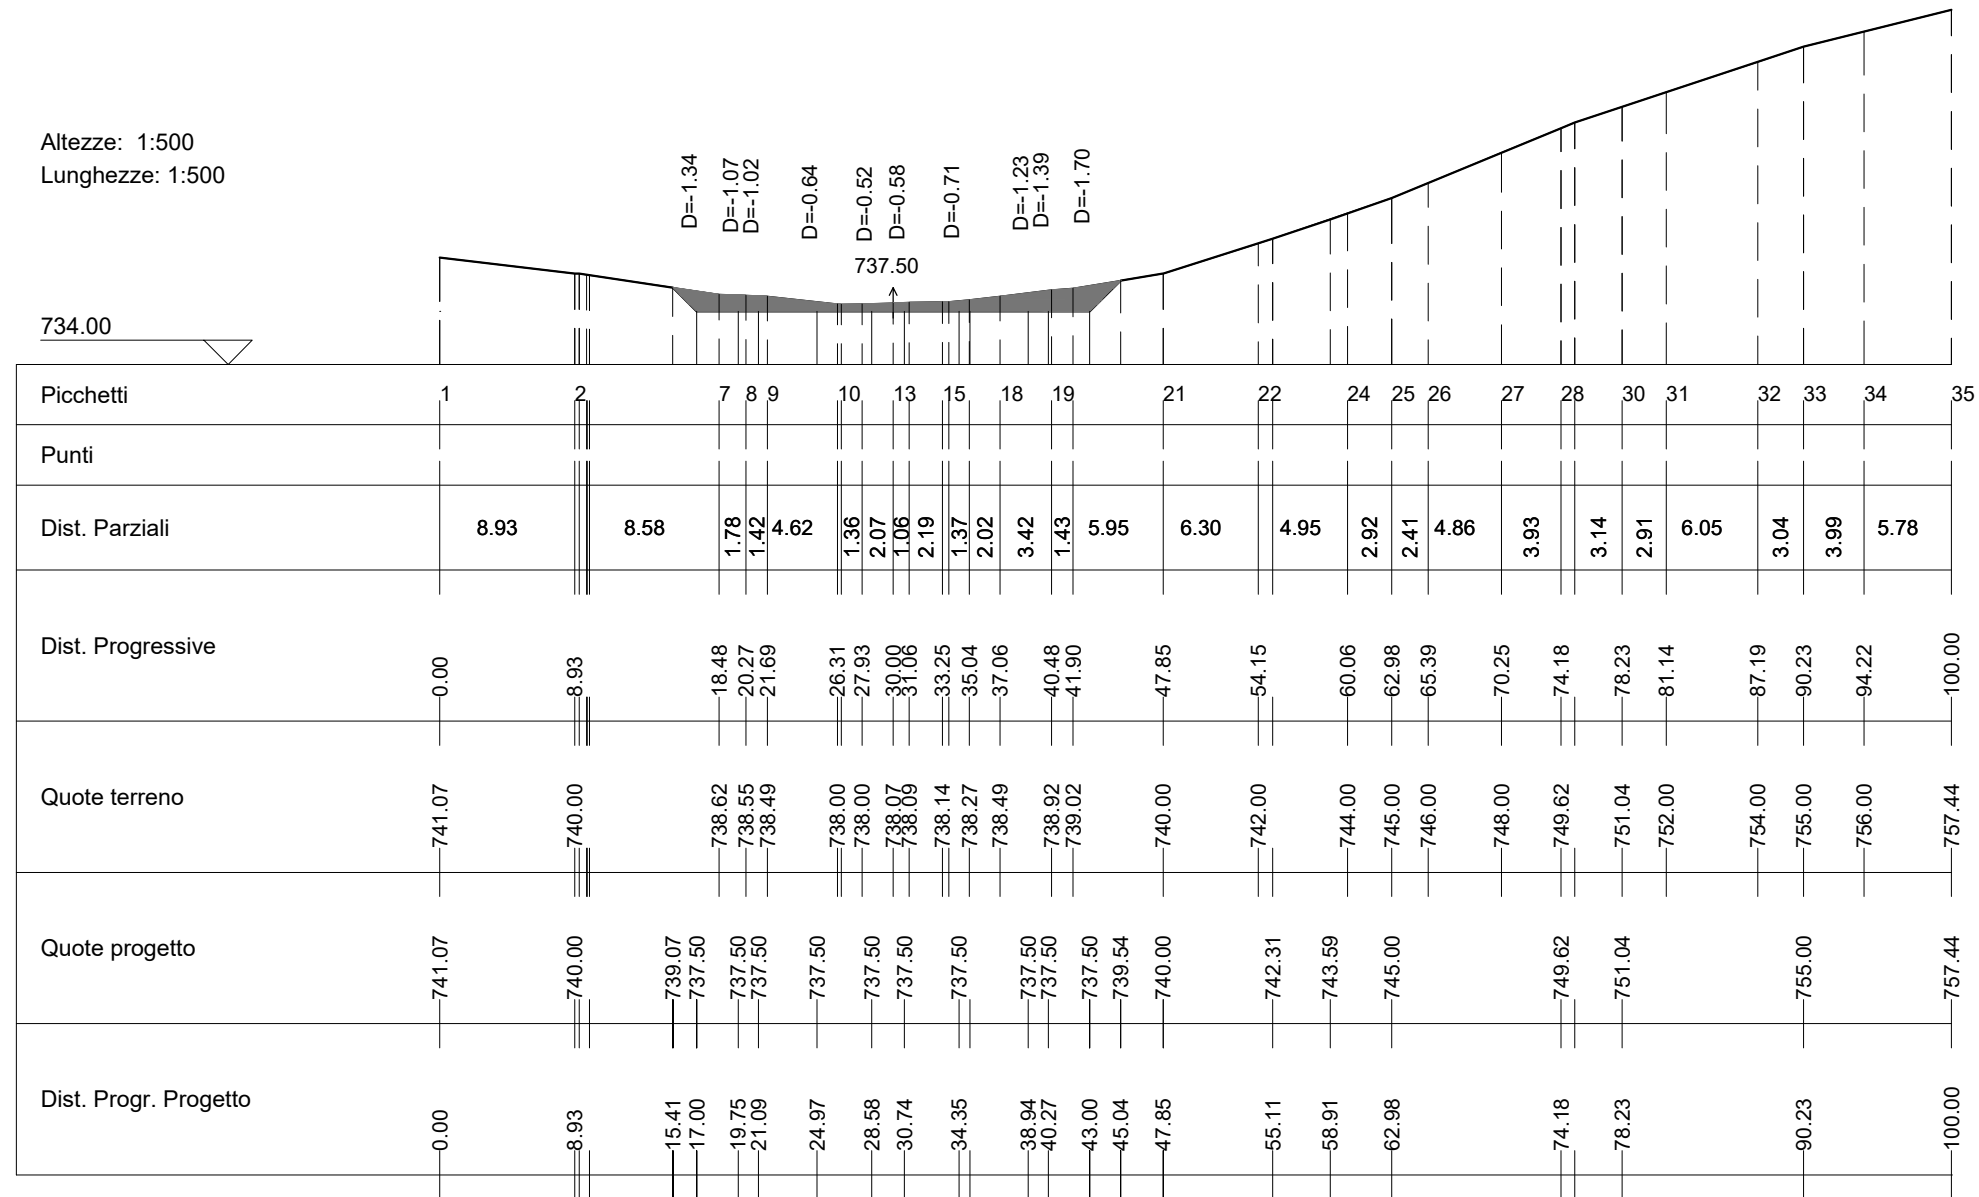 Altezze: 1:500
Lunghezze: 1:500
D=-1.34 D=-1.07 D=-1.02 D=-0.64 D=-0.52 D=-0.58 D=-0.71 D=-1.23 D=-1.39 D=-1.70
737.50
734.00
Picchetti 1 2 7 8 9 10 13 15 18 19 21 22 24 25 26 27 28 30 31 32 33 34 35
Punti
Dist. Parziali 8.93 8.58 1.78 1.42 4.62 1.36 2.07 1.06 2.19 1.37 2.02 3.42 1.43 5.95 6.30 4.95 2.92 2.41 4.86 3.93 3.14 2.91 6.05 3.04 3.99 5.78
Dist. Progressive 0.00 8.93 18.48 20.27 21.69 26.31 27.93 30.00 31.06 33.25 35.04 37.06 40.48 41.90 47.85 54.15 60.06 62.98 65.39 70.25 74.18 78.23 81.14 87.19 90.23 94.22 100.00
Quote terreno 741.07 740.00 738.62 738.55 738.49 738.00 738.00 738.07 738.09 738.14 738.27 738.49 738.92 739.02 740.00 742.00 744.00 745.00 746.00 748.00 749.62 751.04 752.00 754.00 755.00 756.00 757.44
Quote progetto 741.07 740.00 739.07 737.50 737.50 737.50 737.50 737.50 737.50 737.50 737.50 737.50 737.50 739.54 740.00 742.31 743.59 745.00 749.62 751.04 755.00 757.44
Dist. Progr. Progetto 0.00 8.93 15.41 17.00 19.75 21.09 24.97 28.58 30.74 34.35 38.94 40.27 43.00 45.04 47.85 55.11 58.91 62.98 74.18 78.23 90.23 100.00